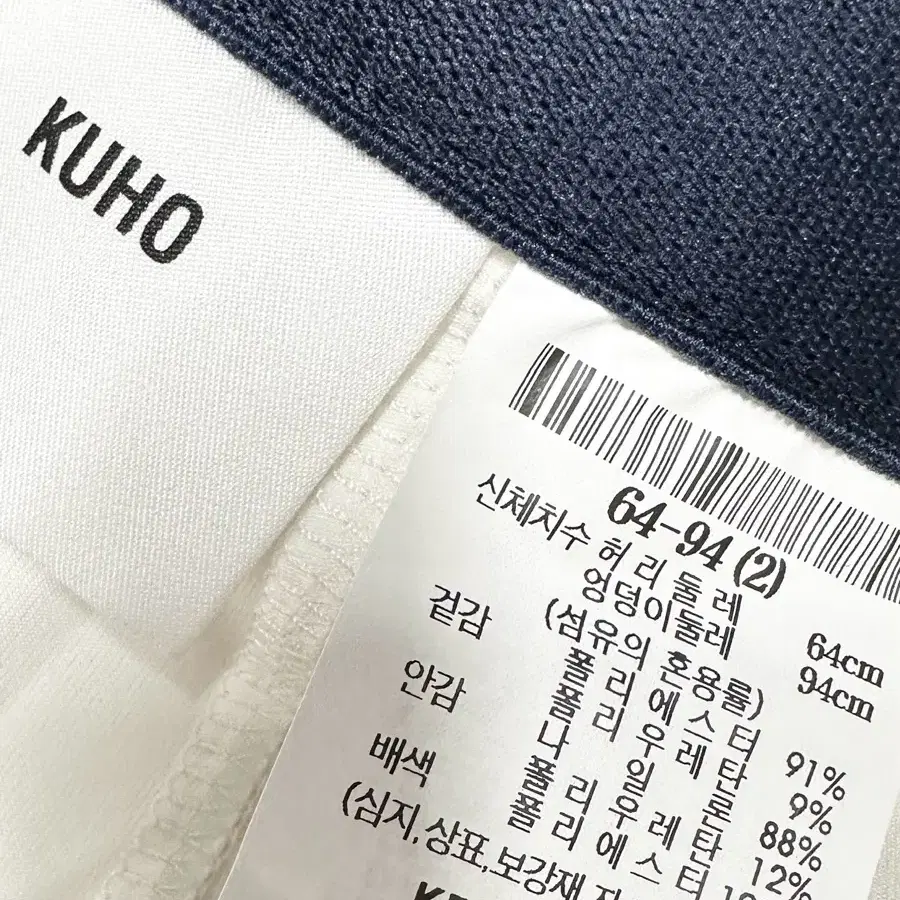 KUHO
64-94 (2)
신체치수 허 리 둘 레 64cm
엉덩이둘레 94cm
(섬유의 혼용률)
겉감 폴 리 에 스 터 91%
폴 리 우 레 탄 9%
안감 나 일 론 88%
폴 리 우 레 탄 12%
배색 폴 리 에 스 터
(심지,상표,보강재